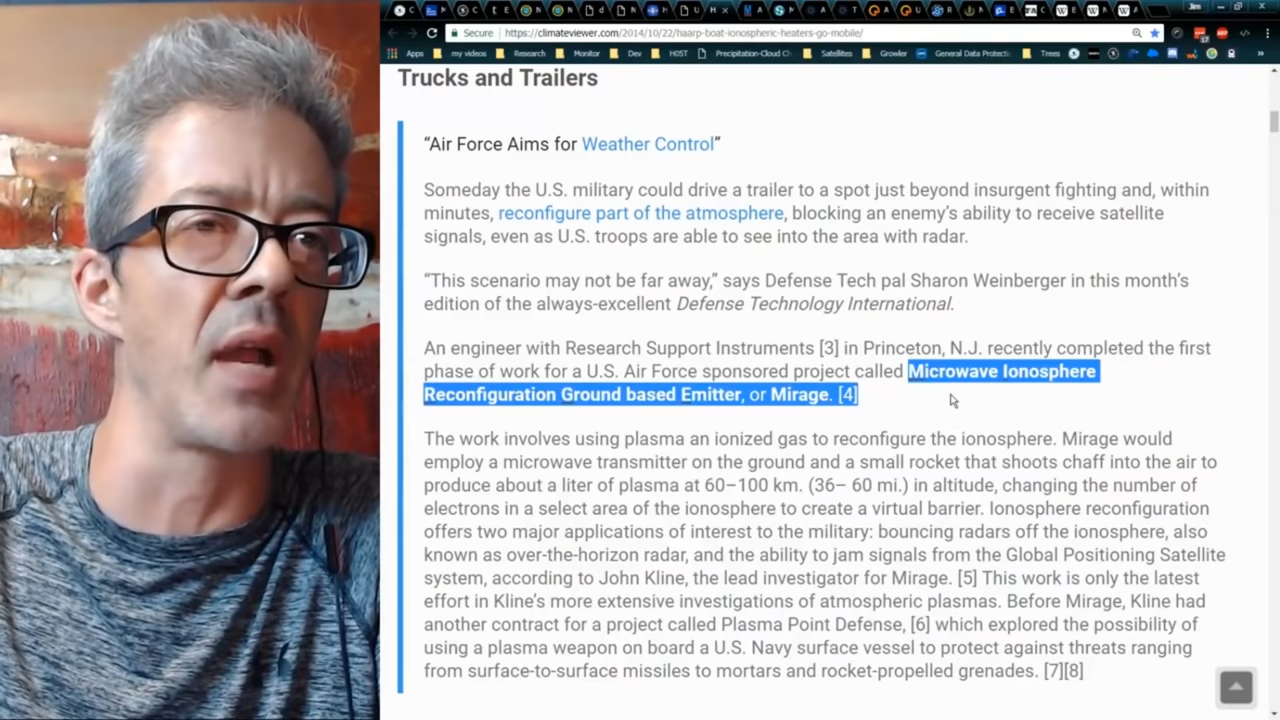 Jim
Secure https://climateviewer.com/2014/10/22/haarp-boat-ionospheric-heaters-go-mobile/
Apps my videos Research Monitor Dev H05T Precipitation-Cloud Ch Satellites Growler General Data Protecti Trees
Trucks and Trailers
“Air Force Aims for Weather Control”
Someday the U.S. military could drive a trailer to a spot just beyond insurgent fighting and, within
minutes, reconfigure part of the atmosphere, blocking an enemy’s ability to receive satellite
signals, even as U.S. troops are able to see into the area with radar.
“This scenario may not be far away,” says Defense Tech pal Sharon Weinberger in this month’s
edition of the always-excellent Defense Technology International.
An engineer with Research Support Instruments [3] in Princeton, N.J. recently completed the first
phase of work for a U.S. Air Force sponsored project called Microwave Ionosphere
Reconfiguration Ground based Emitter, or Mirage. [4]
The work involves using plasma an ionized gas to reconfigure the ionosphere. Mirage would
employ a microwave transmitter on the ground and a small rocket that shoots chaff into the air to
produce about a liter of plasma at 60–100 km. (36– 60 mi.) in altitude, changing the number of
electrons in a select area of the ionosphere to create a virtual barrier. Ionosphere reconfiguration
offers two major applications of interest to the military: bouncing radars off the ionosphere, also
known as over-the-horizon radar, and the ability to jam signals from the Global Positioning Satellite
system, according to John Kline, the lead investigator for Mirage. [5] This work is only the latest
effort in Kline’s more extensive investigations of atmospheric plasmas. Before Mirage, Kline had
another contract for a project called Plasma Point Defense, [6] which explored the possibility of
using a plasma weapon on board a U.S. Navy surface vessel to protect against threats ranging
from surface-to-surface missiles to mortars and rocket-propelled grenades. [7][8]